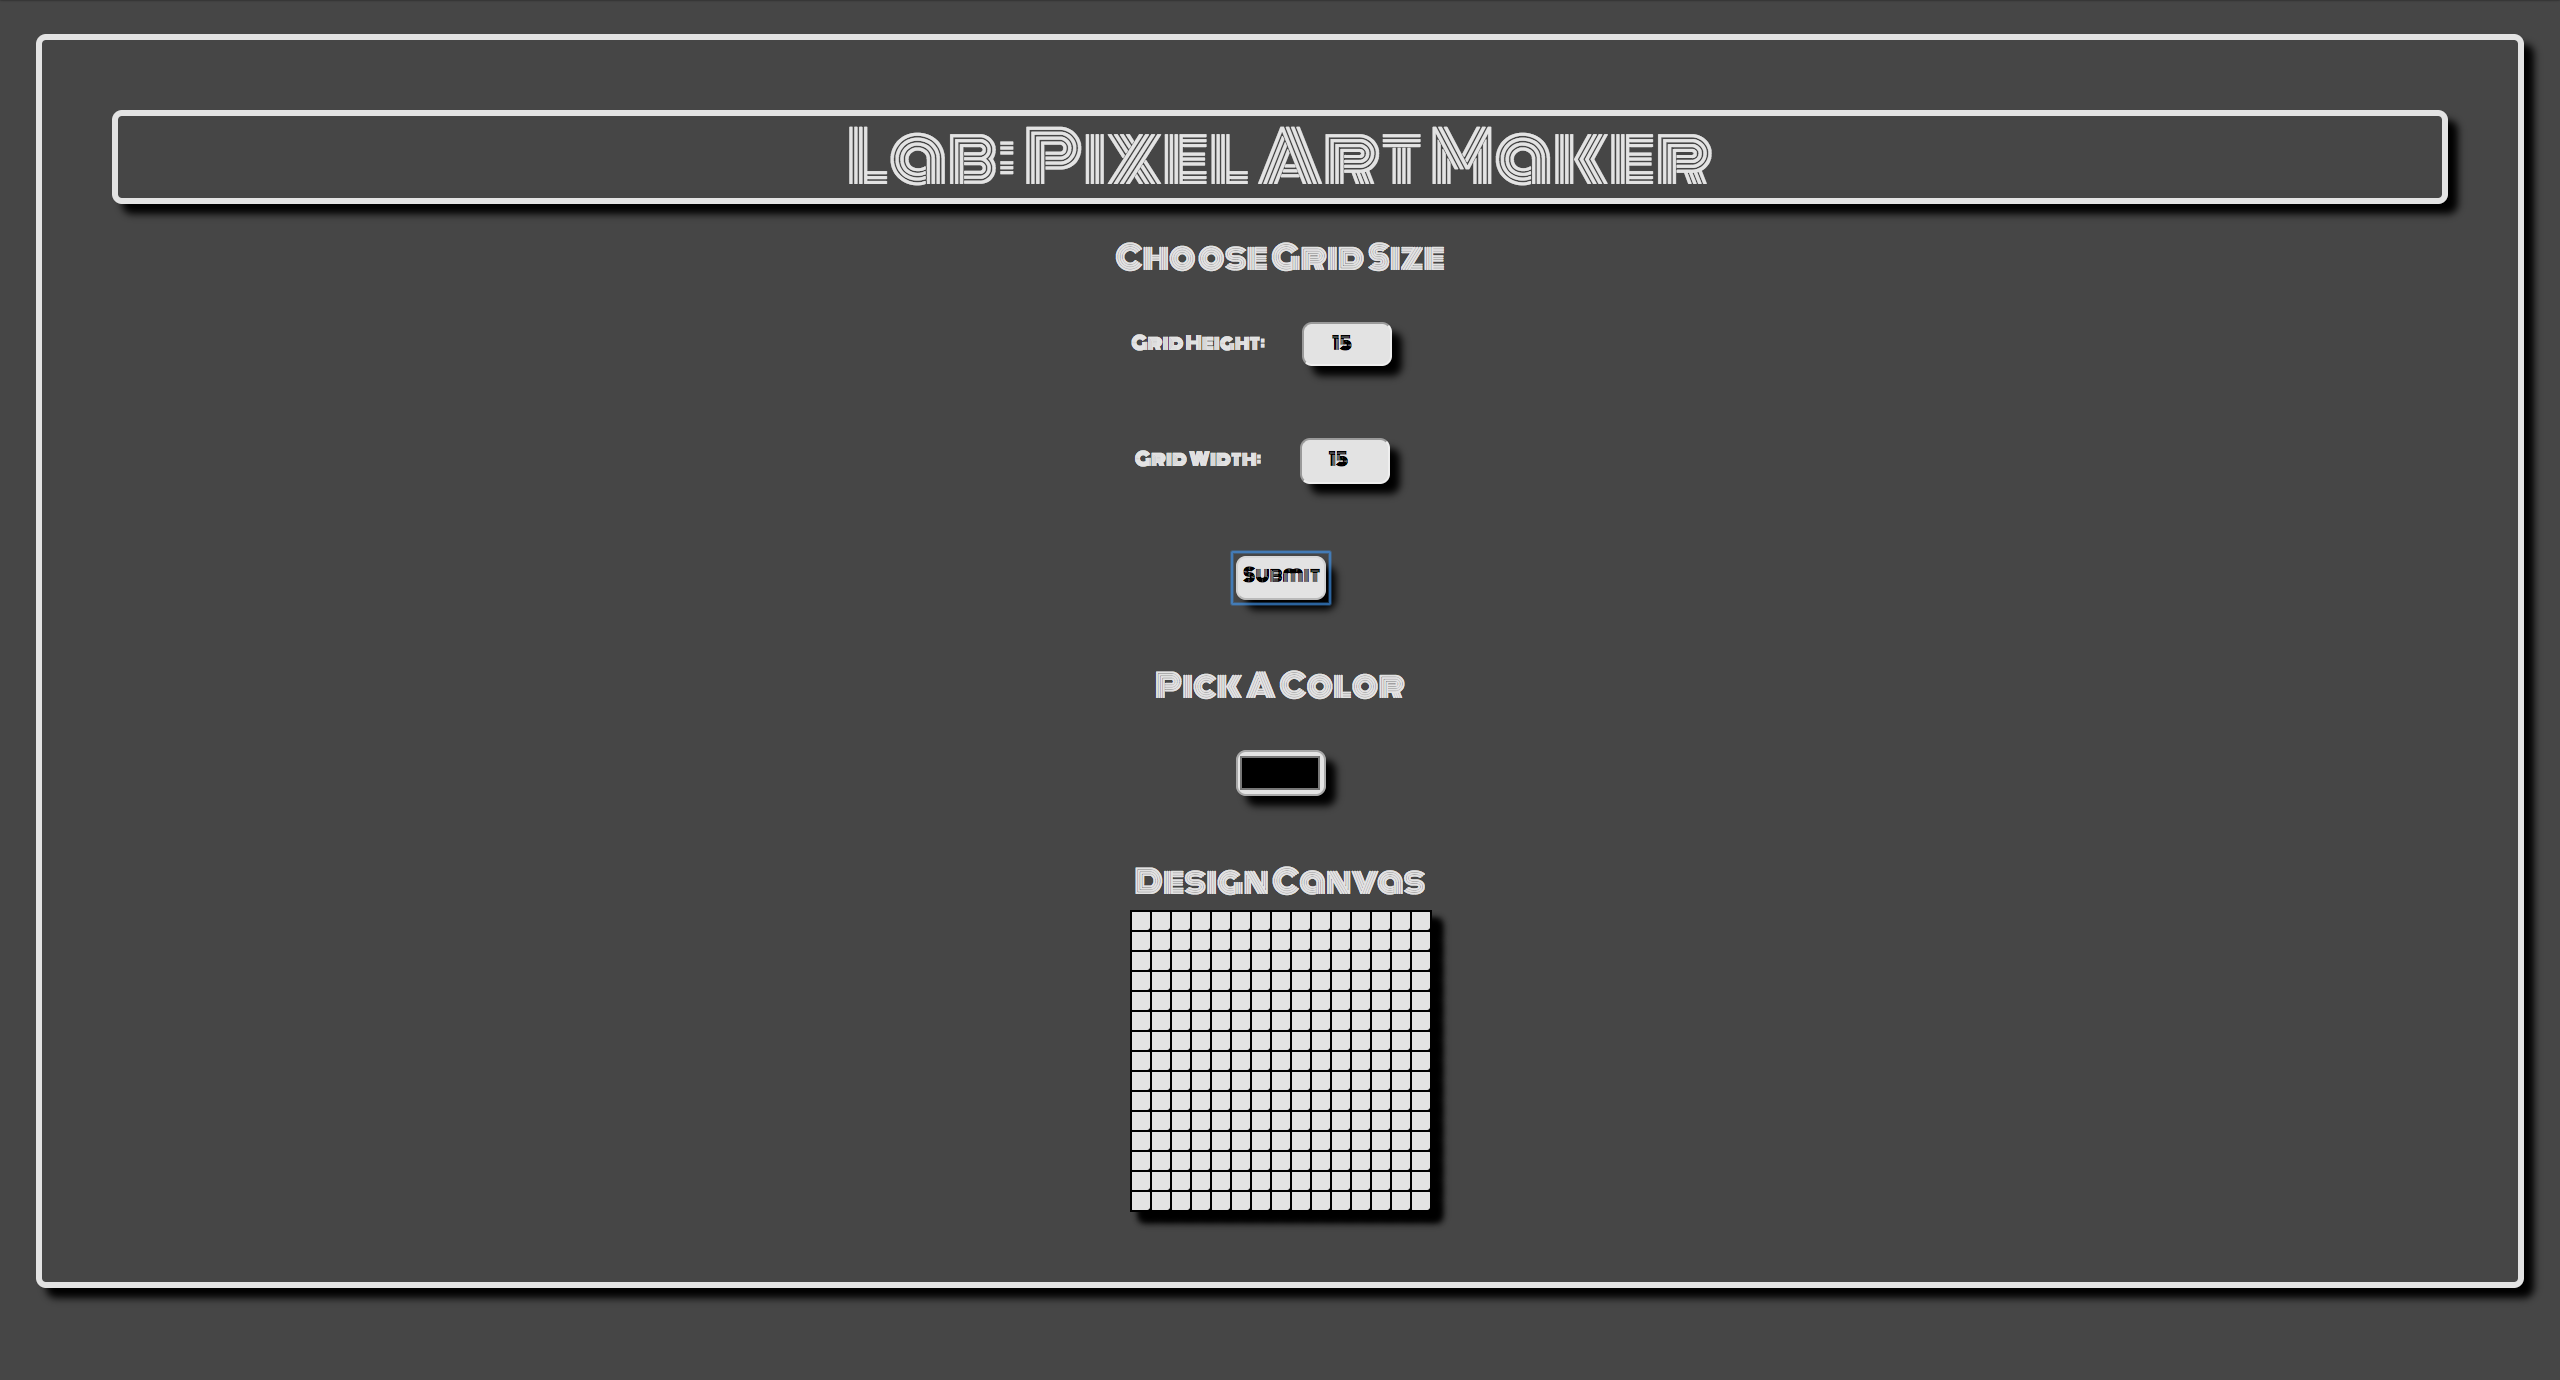 Lab: Pixel Art Maker
Choose Grid Size
Grid Height: 15
Grid Width: 15
Submit
Pick A Color
Design Canvas